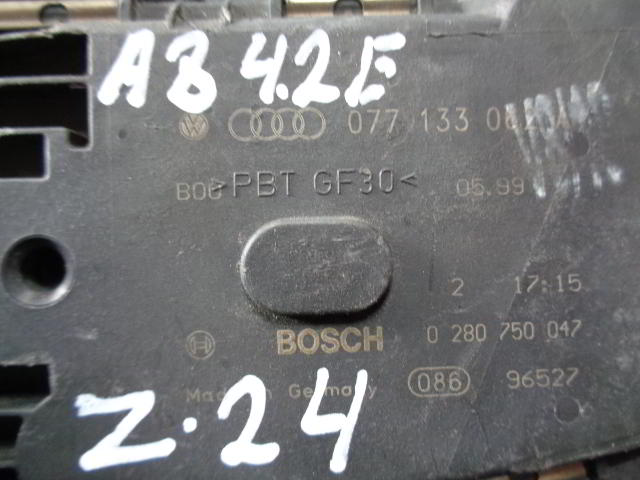 A8 4.2E
077 133 062
>PBT GF30<
05.99
2 17:15
BOSCH 0 280 750 047
Made in Germany 086 96527
Z.24